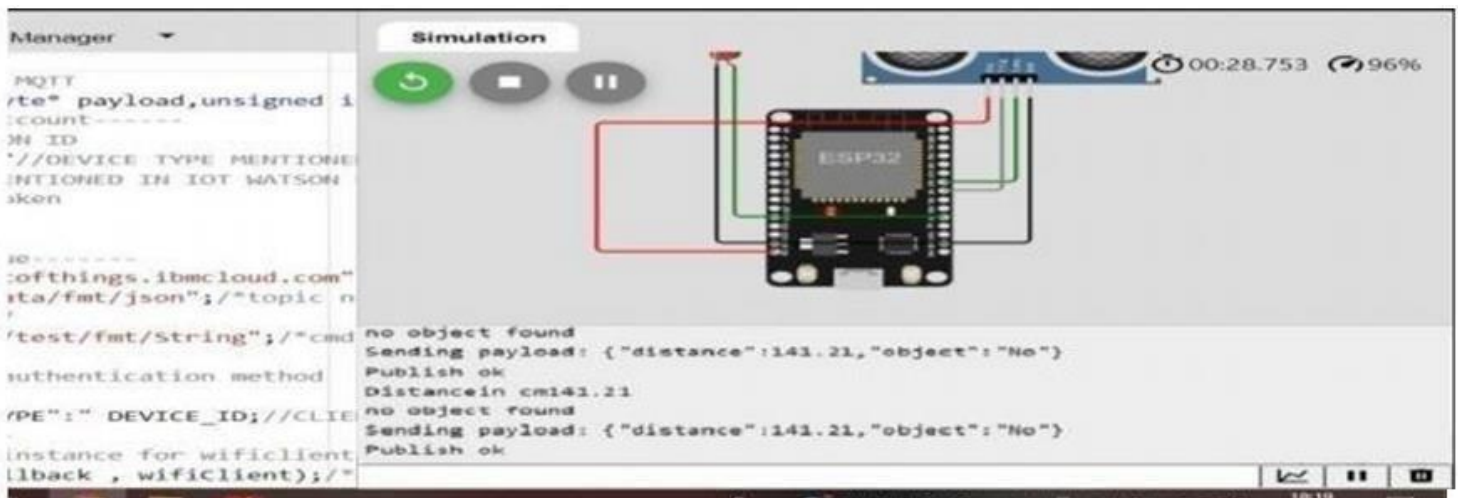 Manager
MQTT
yte* payload,unsigned i
ccount------
ON ID
"//DEVICE TYPE MENTIONE
ENTIONED IN IOT WATSON
oken
ue-------
tofthings.ibmcloud.com"
ata/fmt/json";/*topic n
/test/fmt/String";/*cmd
authentication method
YPE":" DEVICE_ID;//CLIE
instance for wificlient
llback , wifiClient);/*
Simulation
00:28.753 96%
ESP32
no object found
Sending payload: {"distance":141.21,"object":"No"}
Publish ok
Distancein cm141.21
no object found
Sending payload: {"distance":141.21,"object":"No"}
Publish ok